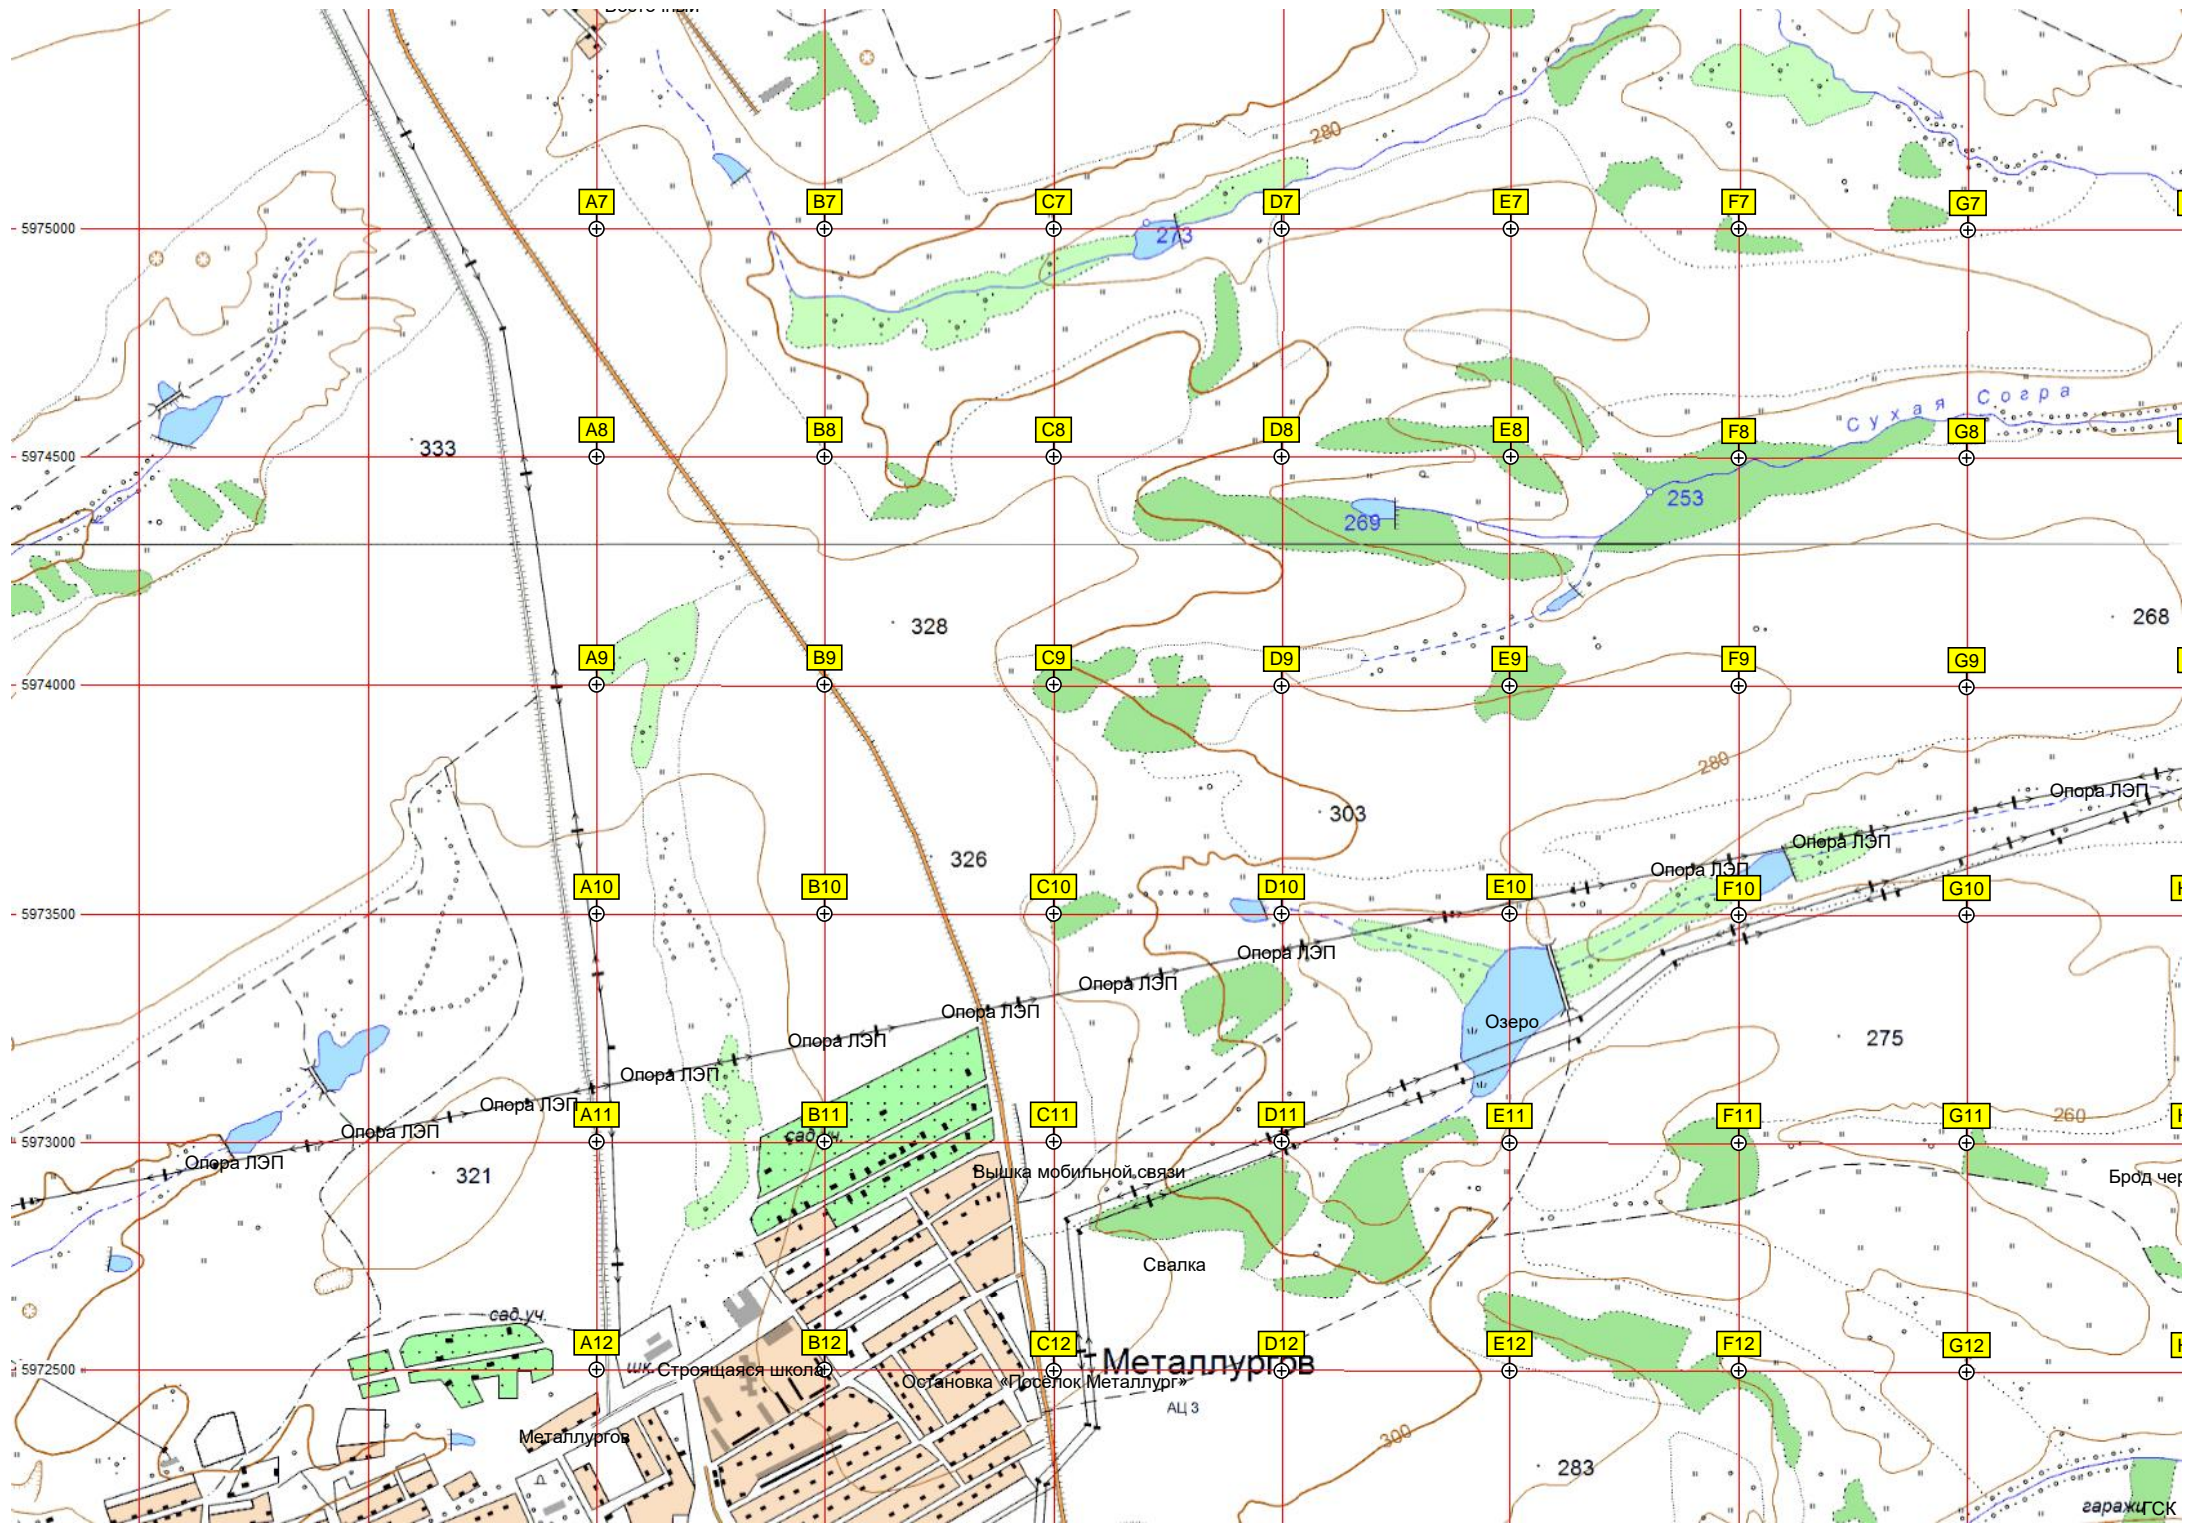 A7 B7 C7 D7 E7 F7 G7
280
5975000
273
Сухая Согра
A8 B8 C8 D8 E8 F8 G8
333
5974500
253
269
328
268
A9 B9 C9 D9 E9 F9 G9
5974000
280
Опора ЛЭП
303
Опора ЛЭП
326
Опора ЛЭП
A10 B10 C10 D10 E10 F10 G10
5973500
Опора ЛЭП
Опора ЛЭП
Опора ЛЭП
Озеро
Опора ЛЭП
275
Опора ЛЭП
Опора ЛЭП
A11 B11 C11 D11 E11 F11 G11
260
Опора ЛЭП
сад.уч.
5973000
Опора ЛЭП
Вышка мобильной связи
321
Брод чер
Свалка
сад.уч.
A12 B12 C12 D12 E12 F12 G12
Металлургов
5972500
шк. Строящаяся школа
Остановка «Посёлок Металлург»
АЦ 3
Металлургов
300
283
гаражи ГСК